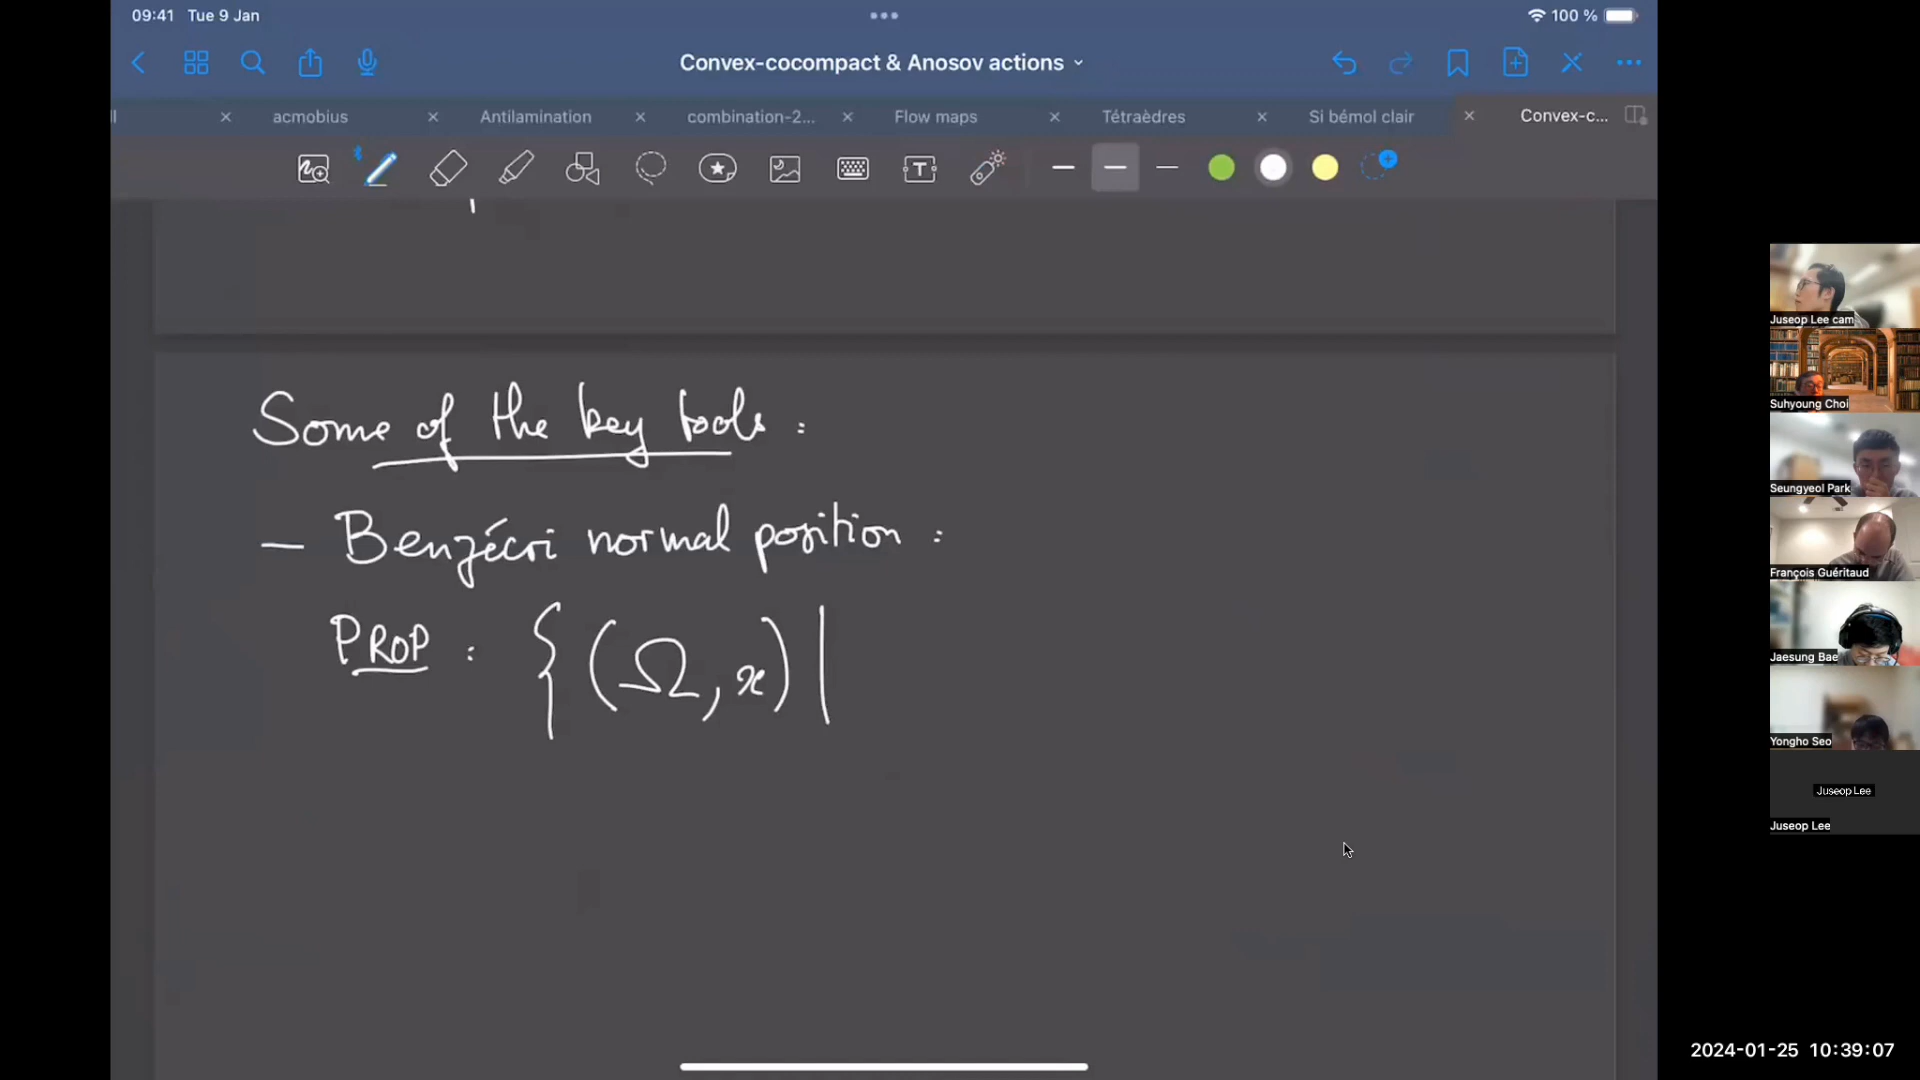 09:41 Tue 9 Jan
100 %
Convex-cocompact & Anosov actions
acmobius
Antilamination
combination-2...
Flow maps
Tétraèdres
Si bémol clair
Convex-c...
Some of the key tools :
— Benzécri normal position :
PROP : { (Ω, x) |
Juseop Lee cam
Suhyoung Choi
Seungyeol Park
François Guéritaud
Jaesung Bae
Yongho Seo
Juseop Lee
Juseop Lee
2024-01-25 10:39:07